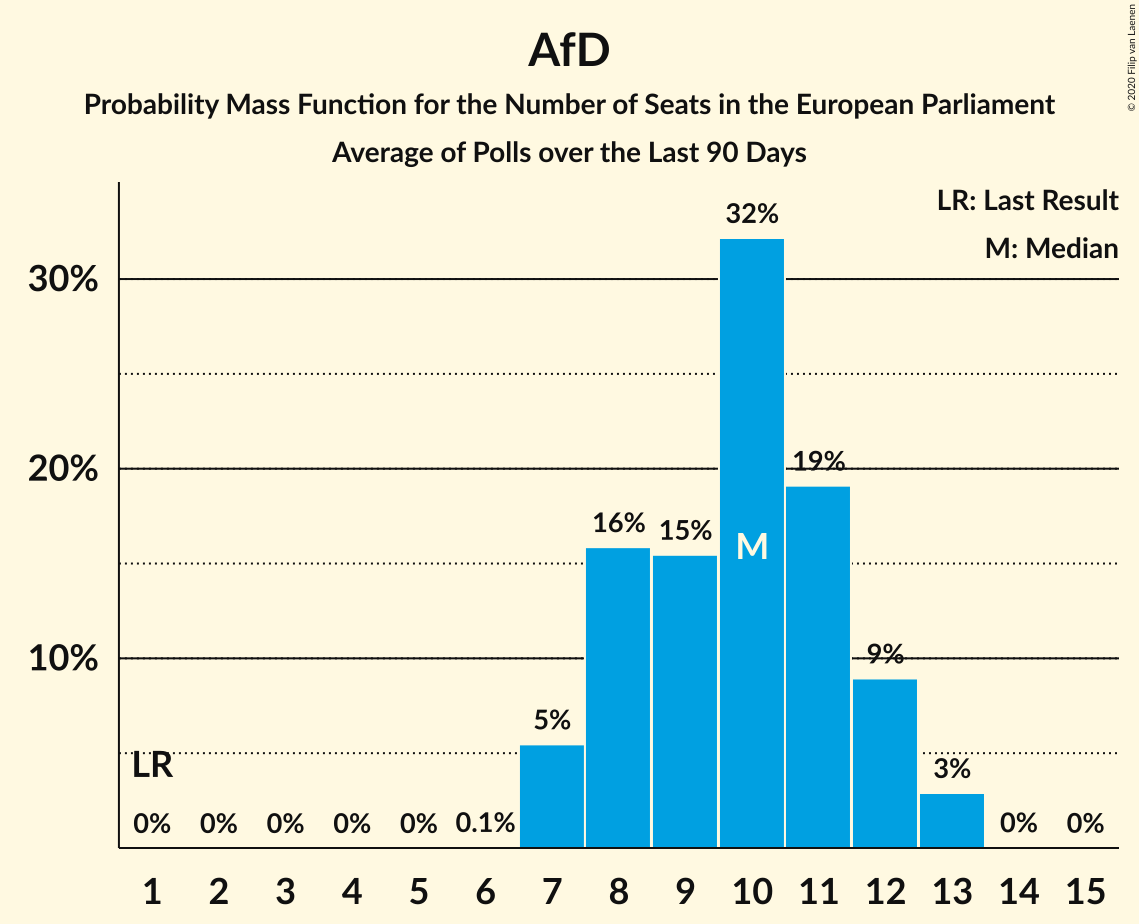 AfD
Probability Mass Function for the Number of Seats in the European Parliament
Average of Polls over the Last 90 Days
© 2020 Filip van Laenen
LR: Last Result
M: Median
32%
30%
20%
19%
16%
15%
M
10%
9%
5%
LR
3%
0%
0%
0%
0%
0%
0.1%
0%
0%
1 2 3 4 5 6 7 8 9 10 11 12 13 14 15